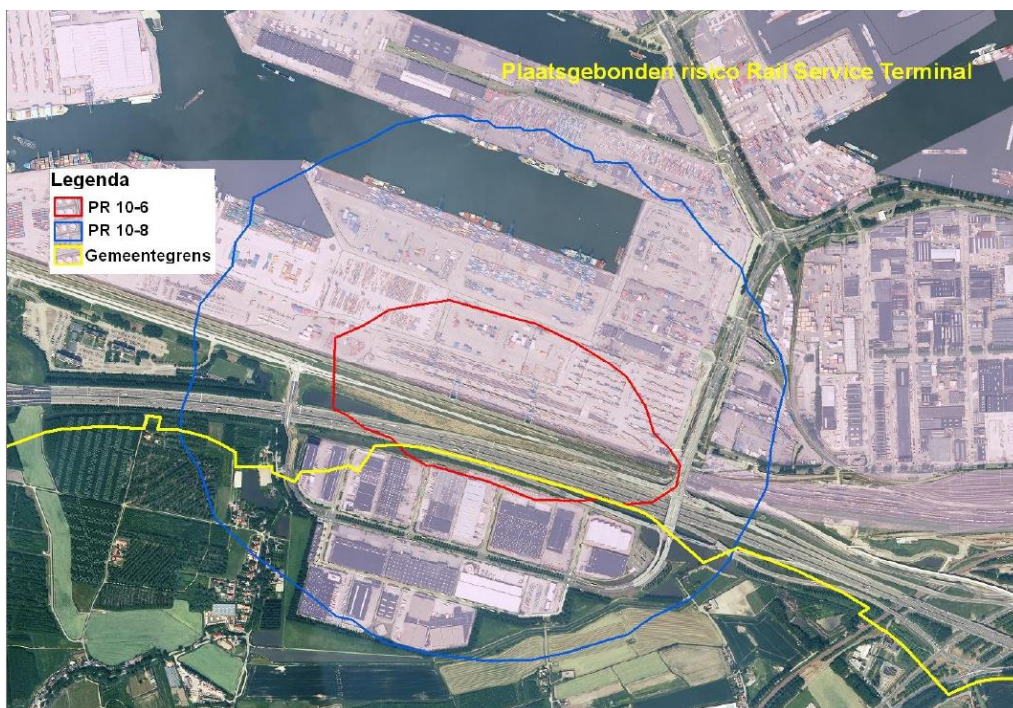 Plaatsgebonden risico Rail Service Terminal
Legenda
PR 10-6
PR 10-8
Gemeentegrens